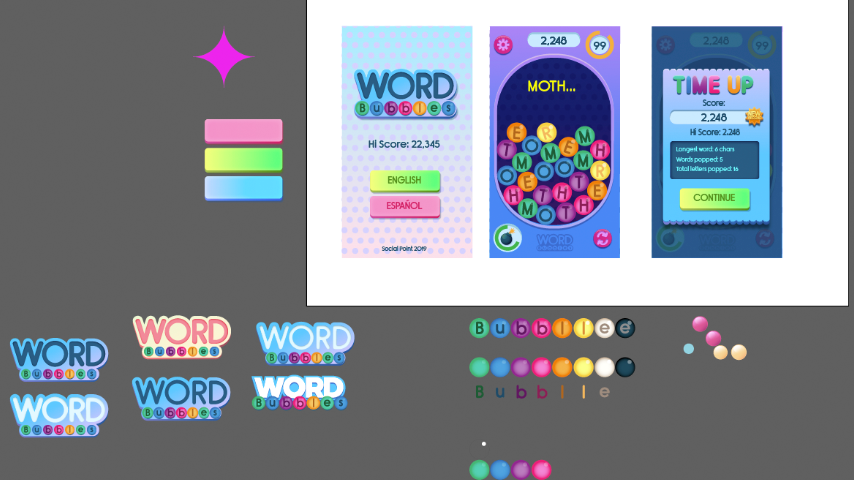 WORD
Bubbles
Hi Score: 22,345
ENGLISH
ESPAÑOL
Social Point 2019
2,248
99
MOTH...
E R M
T O M E O M H
O E O O T R
H E T H T E
M O T H
WORD
2,248
99
TIME UP
Score:
2,248
Hi Score: 2,248
Longest word: 6 chars
Words popped: 5
Total letters popped: 16
CONTINUE
WORD
Bubbles
WORD
Bubbles
WORD
Bubbles
WORD
Bubbles
WORD
Bubbles
WORD
Bubbles
Bubbllee
Bubblle